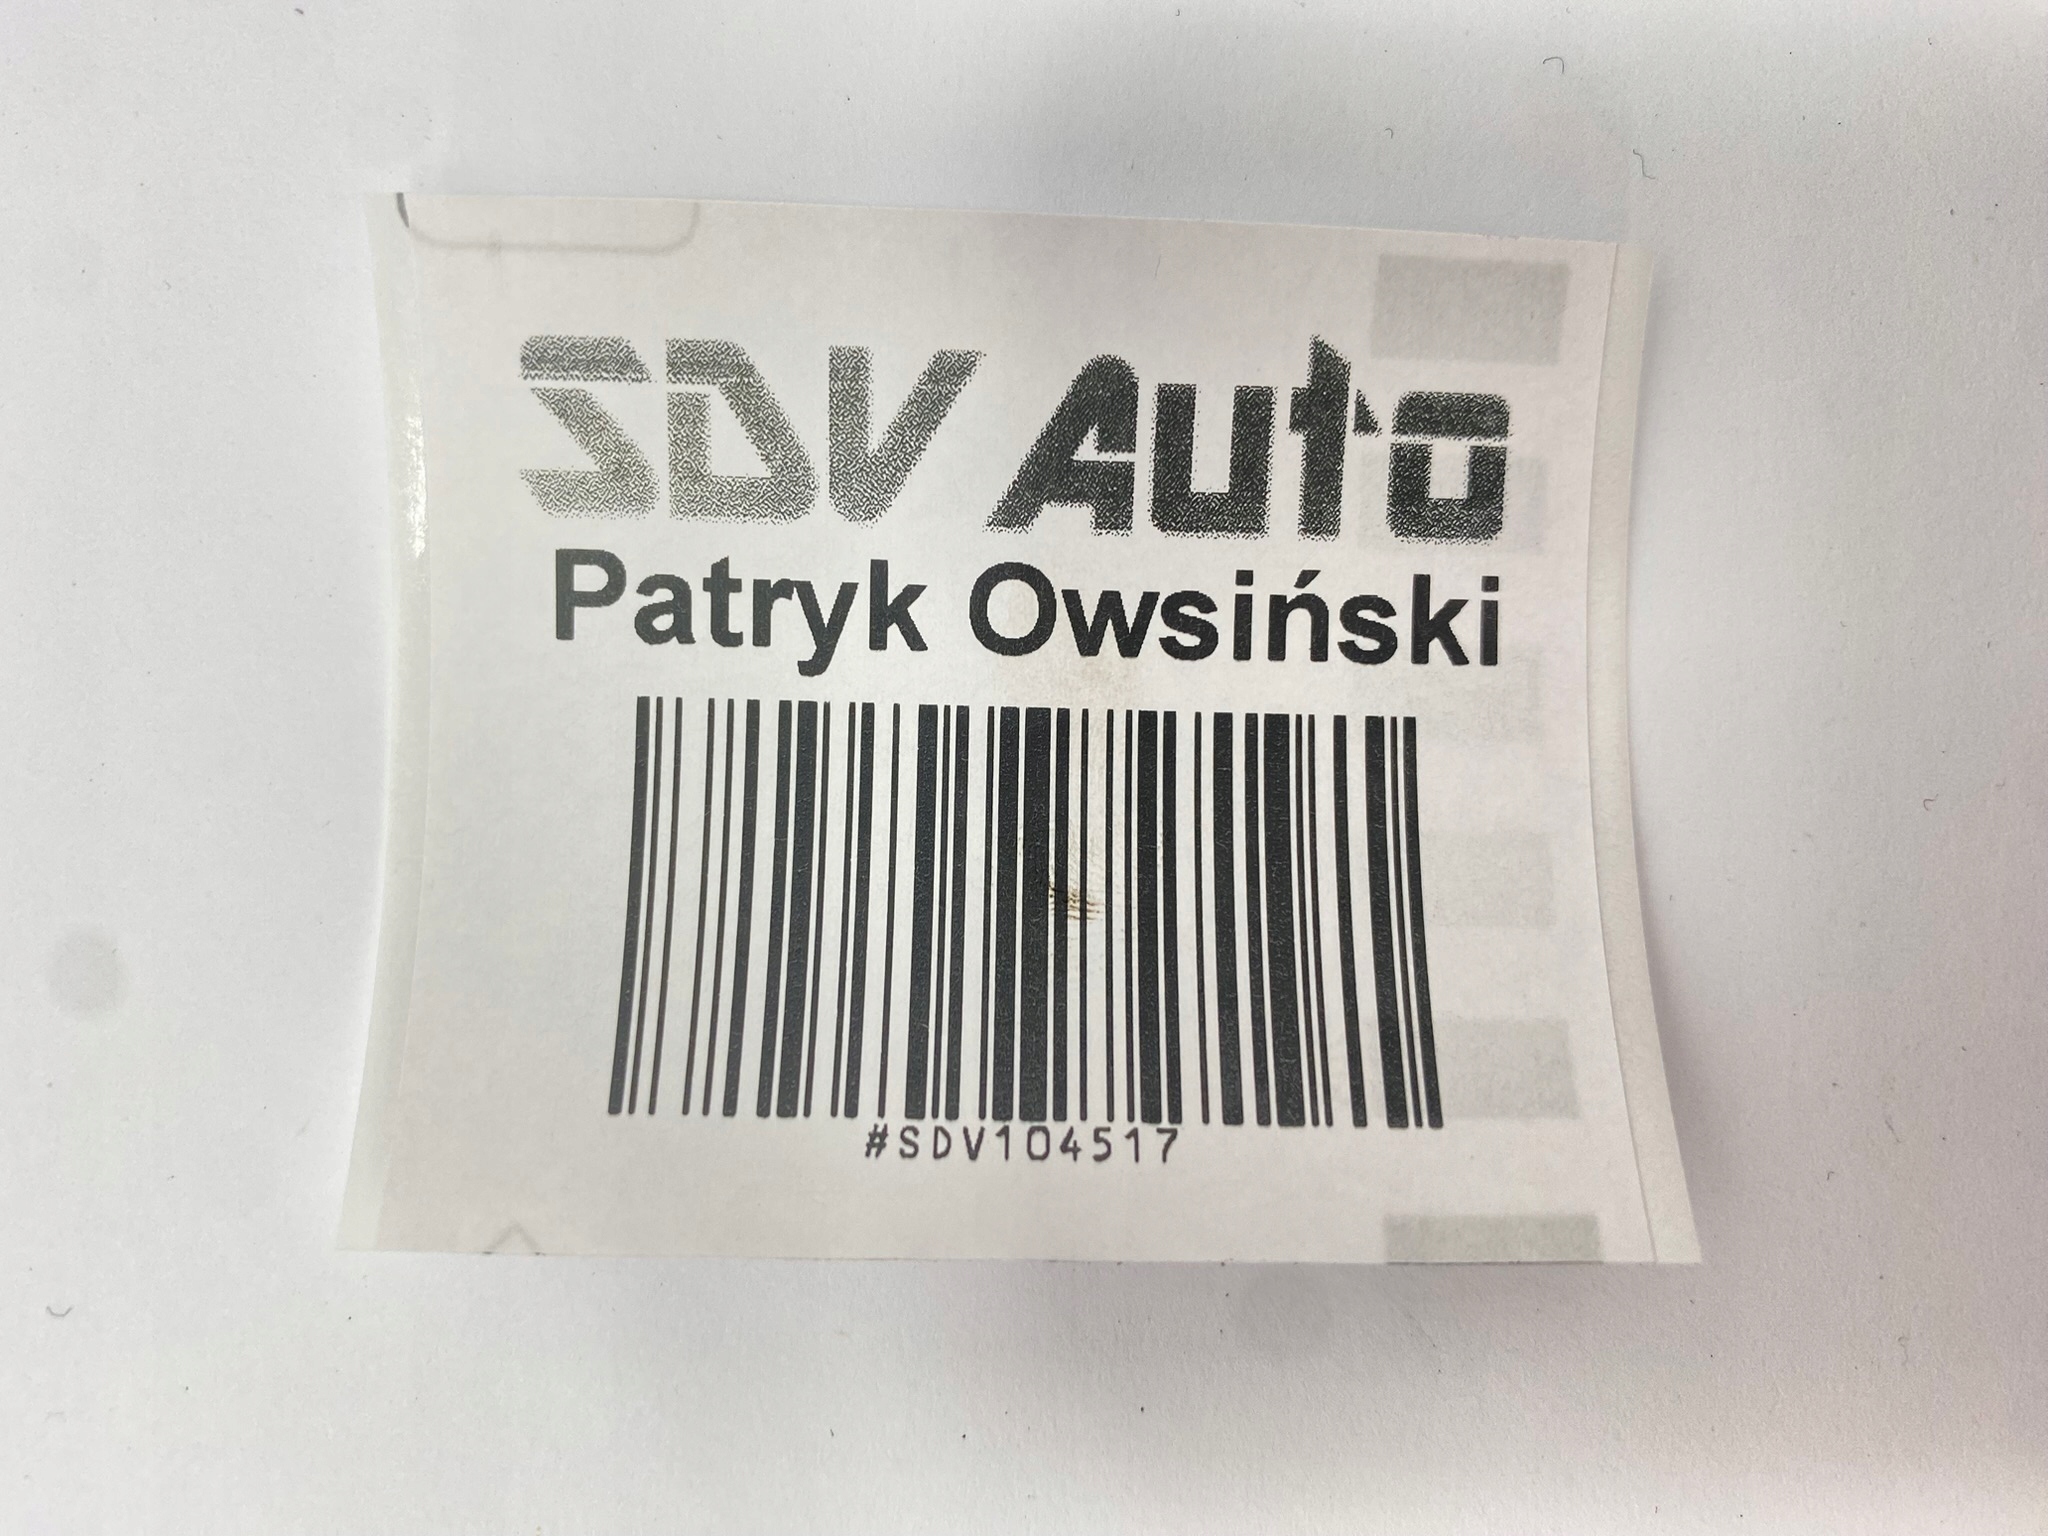 SDV Auto
Patryk Owsiński
#SDV104517